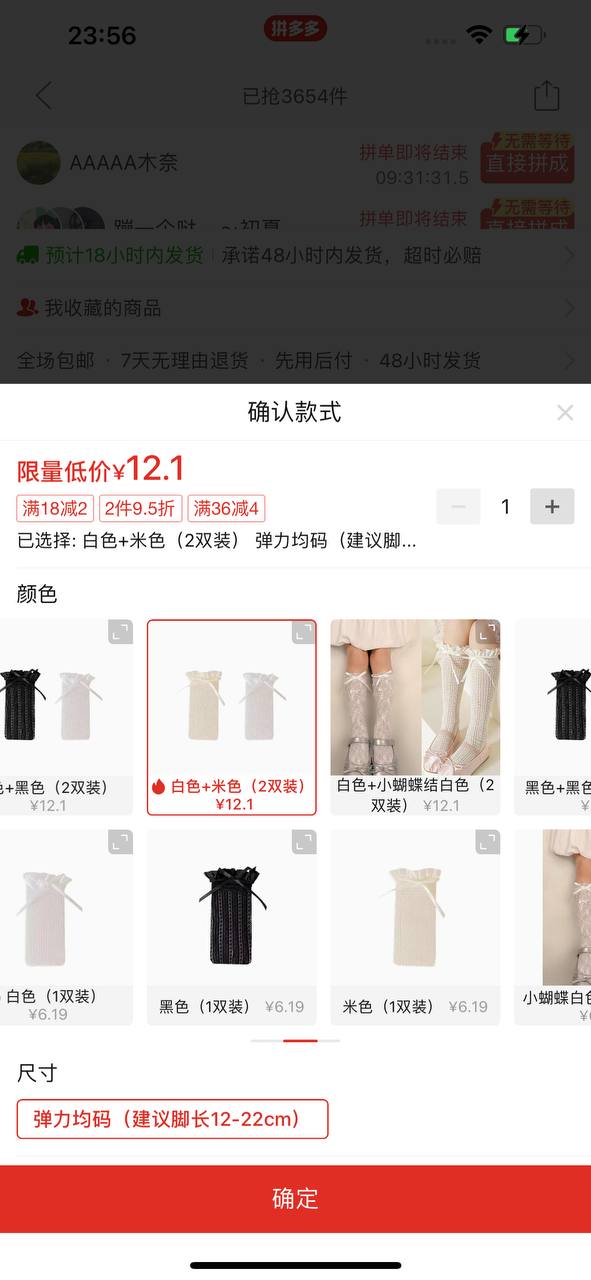 23:56
拼多多
已抢3654件
AAAAA木奈
拼单即将结束
09:31:31.5
无需等待
直接拼成
拼单即将结束
无需等待
预计18小时内发货
承诺48小时内发货，超时必赔
我收藏的商品
全场包邮 · 7天无理由退货 · 先用后付 · 48小时发货
确认款式
限量低价¥12.1
满18减2 2件9.5折 满36减4
1
已选择: 白色+米色（2双装） 弹力均码（建议脚...
颜色
+黑色（2双装）
¥12.1
白色+米色（2双装）
¥12.1
白色+小蝴蝶结白色（2
双装） ¥12.1
黑色+黑
白色（1双装）
¥6.19
黑色（1双装） ¥6.19
米色（1双装） ¥6.19
小蝴蝶白
尺寸
弹力均码（建议脚长12-22cm）
确定